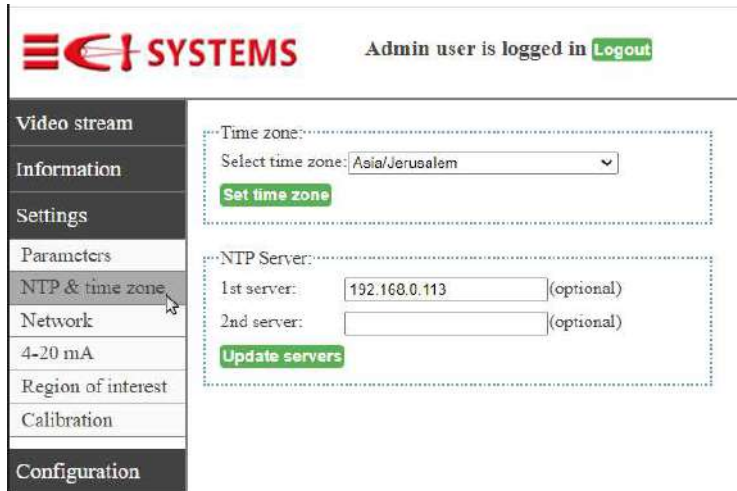 ECI SYSTEMS
Admin user is logged in Logout
Video stream
Information
Settings
Parameters
NTP & time zone
Network
4-20 mA
Region of interest
Calibration
Configuration
Time zone:
Select time zone: Asia/Jerusalem
Set time zone
NTP Server:
1st server: 192.168.0.113 (optional)
2nd server: (optional)
Update servers